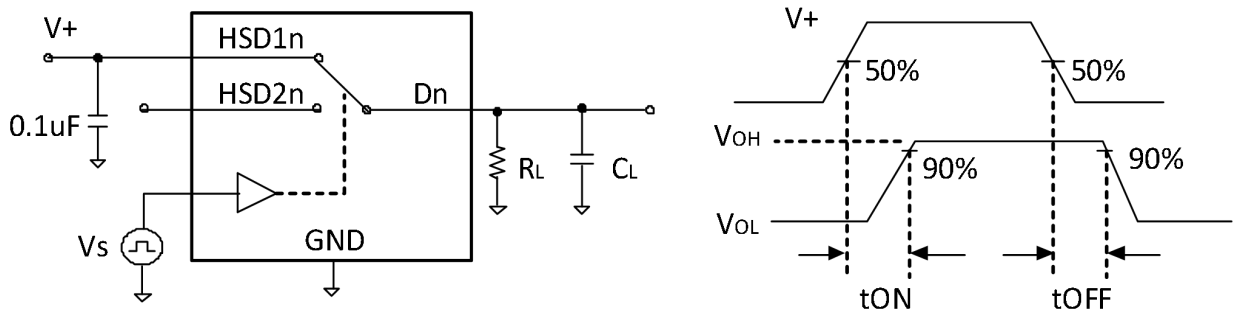 V+
HSD1n
HSD2n
Dn
0.1uF
RL
CL
Vs
GND
V+
50%
50%
VOH
90%
90%
VOL
tON
tOFF